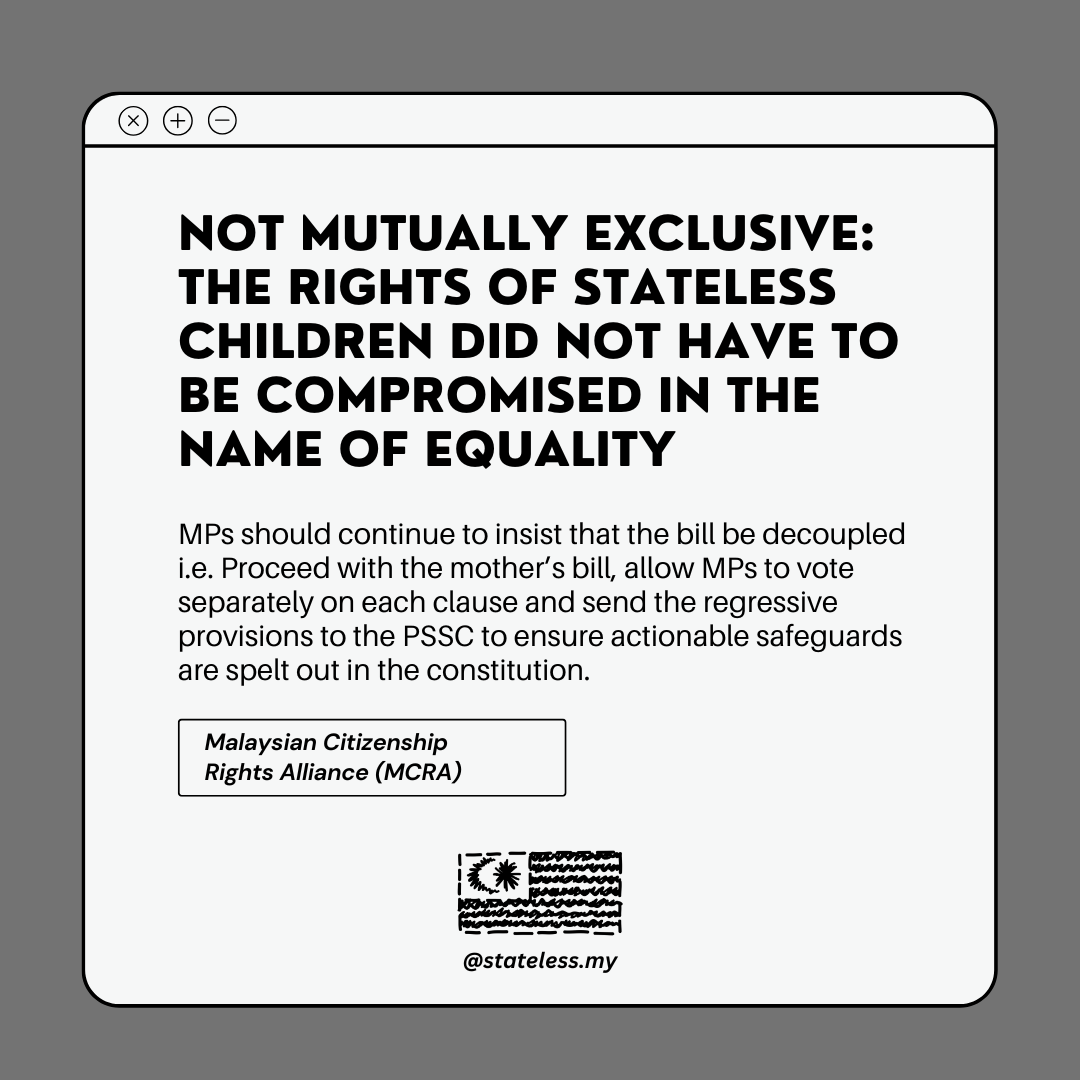 NOT MUTUALLY EXCLUSIVE:
THE RIGHTS OF STATELESS
CHILDREN DID NOT HAVE TO
BE COMPROMISED IN THE
NAME OF EQUALITY
MPs should continue to insist that the bill be decoupled
i.e. Proceed with the mother’s bill, allow MPs to vote
separately on each clause and send the regressive
provisions to the PSSC to ensure actionable safeguards
are spelt out in the constitution.
Malaysian Citizenship
Rights Alliance (MCRA)
@stateless.my